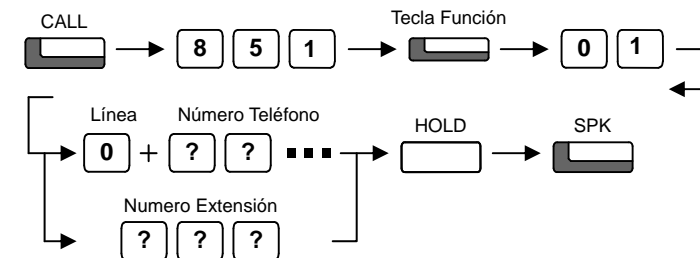 CALL
Tecla Función
8 5 1
0 1
Línea
Número Teléfono
HOLD
SPK
0 + ? ? ...
Numero Extensión
? ? ?